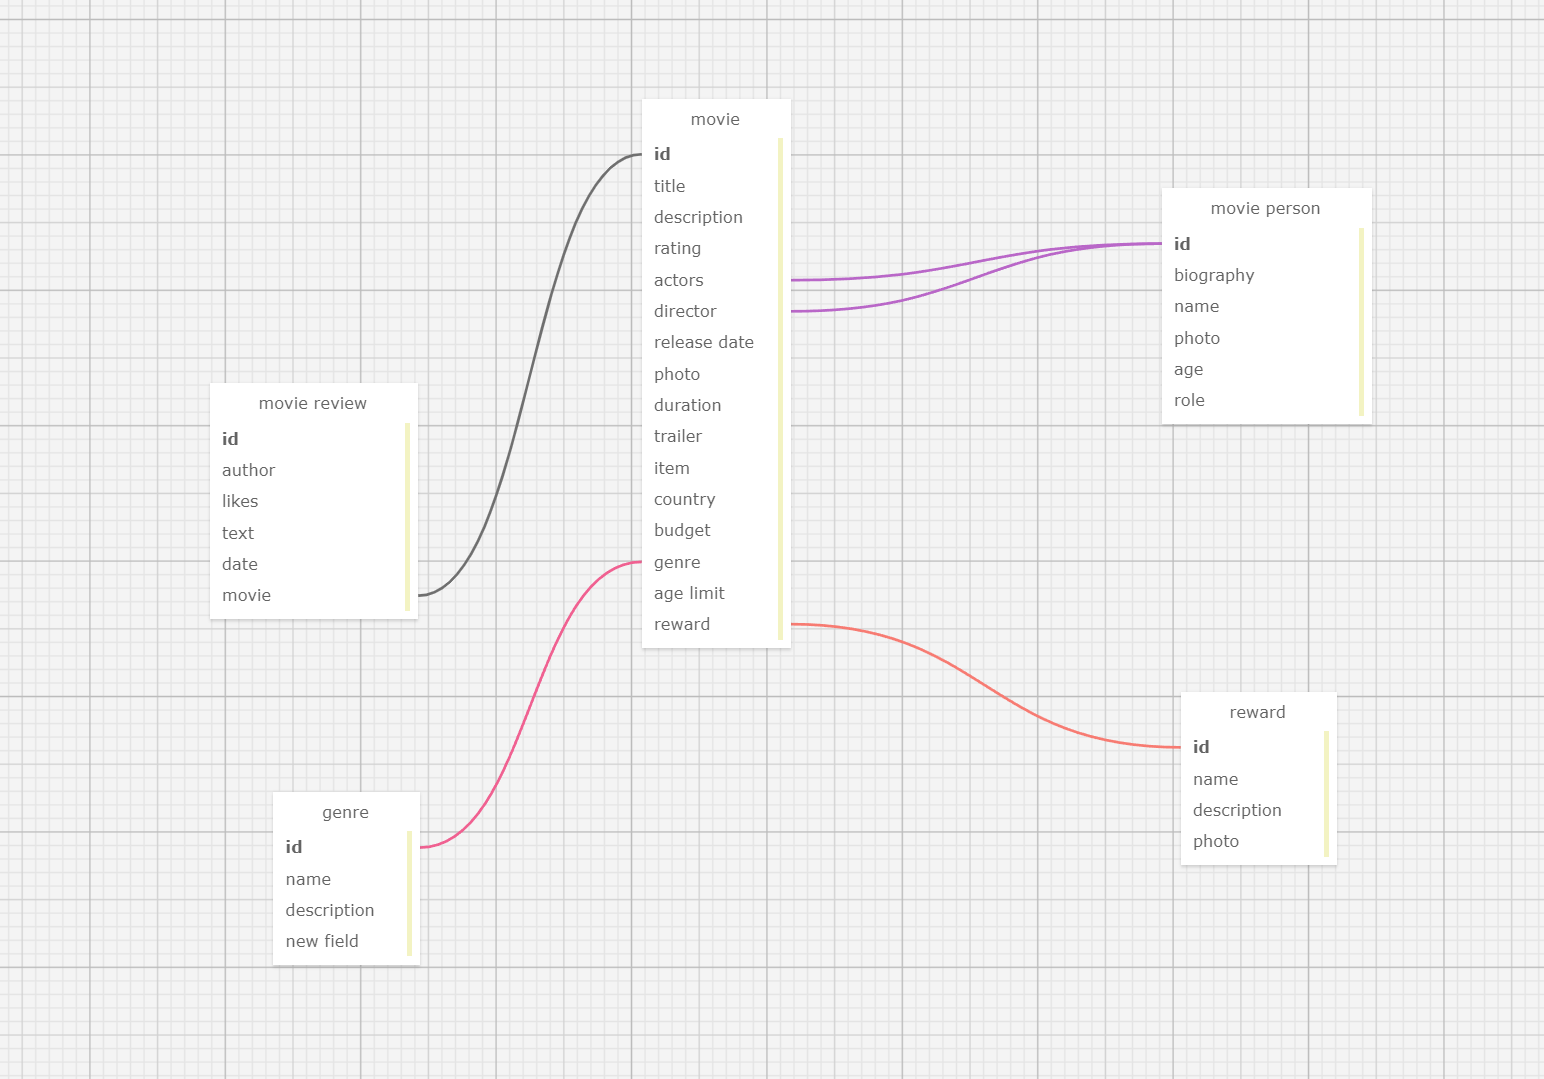 movie
id
title
description
rating
actors
director
release date
photo
duration
trailer
item
country
budget
genre
age limit
reward
movie person
id
biography
name
photo
age
role
movie review
id
author
likes
text
date
movie
reward
id
name
description
photo
genre
id
name
description
new field